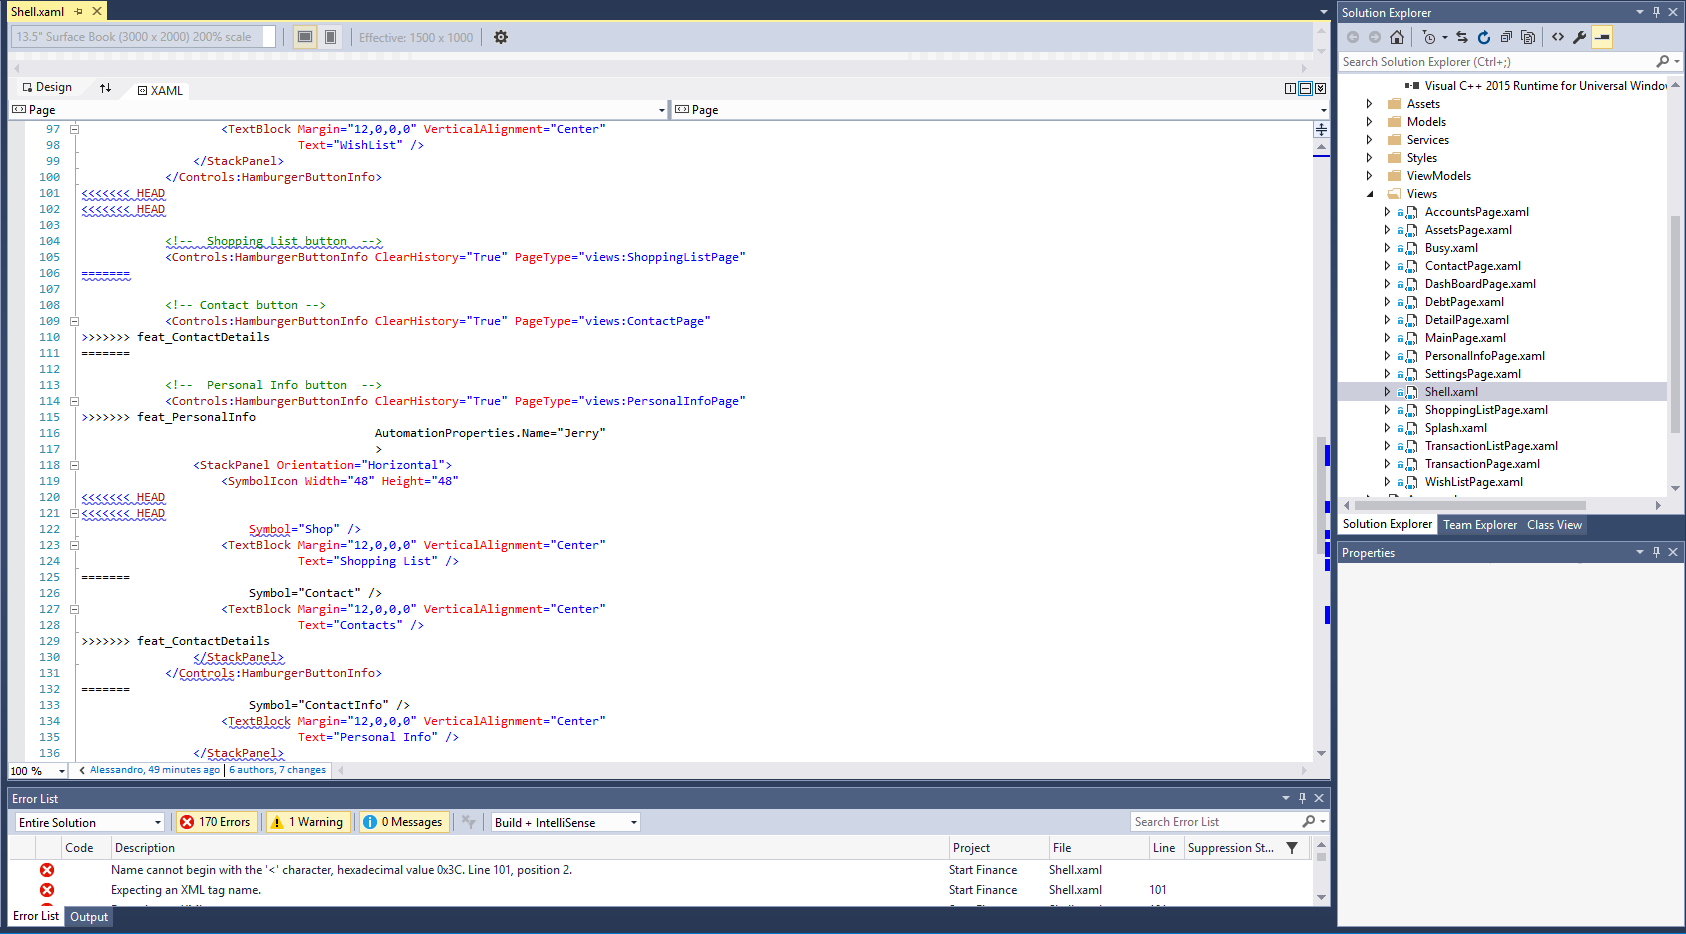 Shell.xaml
13.5" Surface Book (3000 x 2000) 200% scale
Effective: 1500 x 1000
Design
XAML
Page
Page
97 <TextBlock Margin="12,0,0,0" VerticalAlignment="Center"
98 Text="WishList" />
99 </StackPanel>
100 </Controls:HamburgerButtonInfo>
101 <<<<<<< HEAD
102 <<<<<<< HEAD
103
104 <!--  Shopping List button  -->
105 <Controls:HamburgerButtonInfo ClearHistory="True" PageType="views:ShoppingListPage"
106 =======
107
108 <!-- Contact button -->
109 <Controls:HamburgerButtonInfo ClearHistory="True" PageType="views:ContactPage"
110 >>>>>>> feat_ContactDetails
111 =======
112
113 <!--  Personal Info button  -->
114 <Controls:HamburgerButtonInfo ClearHistory="True" PageType="views:PersonalInfoPage"
115 >>>>>>> feat_PersonalInfo
116 AutomationProperties.Name="Jerry"
117 >
118 <StackPanel Orientation="Horizontal">
119 <SymbolIcon Width="48" Height="48"
120 <<<<<<< HEAD
121 <<<<<<< HEAD
122 Symbol="Shop" />
123 <TextBlock Margin="12,0,0,0" VerticalAlignment="Center"
124 Text="Shopping List" />
125 =======
126 Symbol="Contact" />
127 <TextBlock Margin="12,0,0,0" VerticalAlignment="Center"
128 Text="Contacts" />
129 >>>>>>> feat_ContactDetails
130 </StackPanel>
131 </Controls:HamburgerButtonInfo>
132 =======
133 Symbol="ContactInfo" />
134 <TextBlock Margin="12,0,0,0" VerticalAlignment="Center"
135 Text="Personal Info" />
136 </StackPanel>
100 %
Alessandro, 49 minutes ago | 6 authors, 7 changes
Error List
Entire Solution
170 Errors
1 Warning
0 Messages
Build + IntelliSense
Search Error List
Code Description Project File Line Suppression St...
Name cannot begin with the '<' character, hexadecimal value 0x3C. Line 101, position 2. Start Finance Shell.xaml
Expecting an XML tag name. Start Finance Shell.xaml 101
Error List
Output
Solution Explorer
Search Solution Explorer (Ctrl+;)
Visual C++ 2015 Runtime for Universal Window
Assets
Models
Services
Styles
ViewModels
Views
AccountsPage.xaml
AssetsPage.xaml
Busy.xaml
ContactPage.xaml
DashBoardPage.xaml
DebtPage.xaml
DetailPage.xaml
MainPage.xaml
PersonalInfoPage.xaml
SettingsPage.xaml
Shell.xaml
ShoppingListPage.xaml
Splash.xaml
TransactionListPage.xaml
TransactionPage.xaml
WishListPage.xaml
Solution Explorer
Team Explorer
Class View
Properties